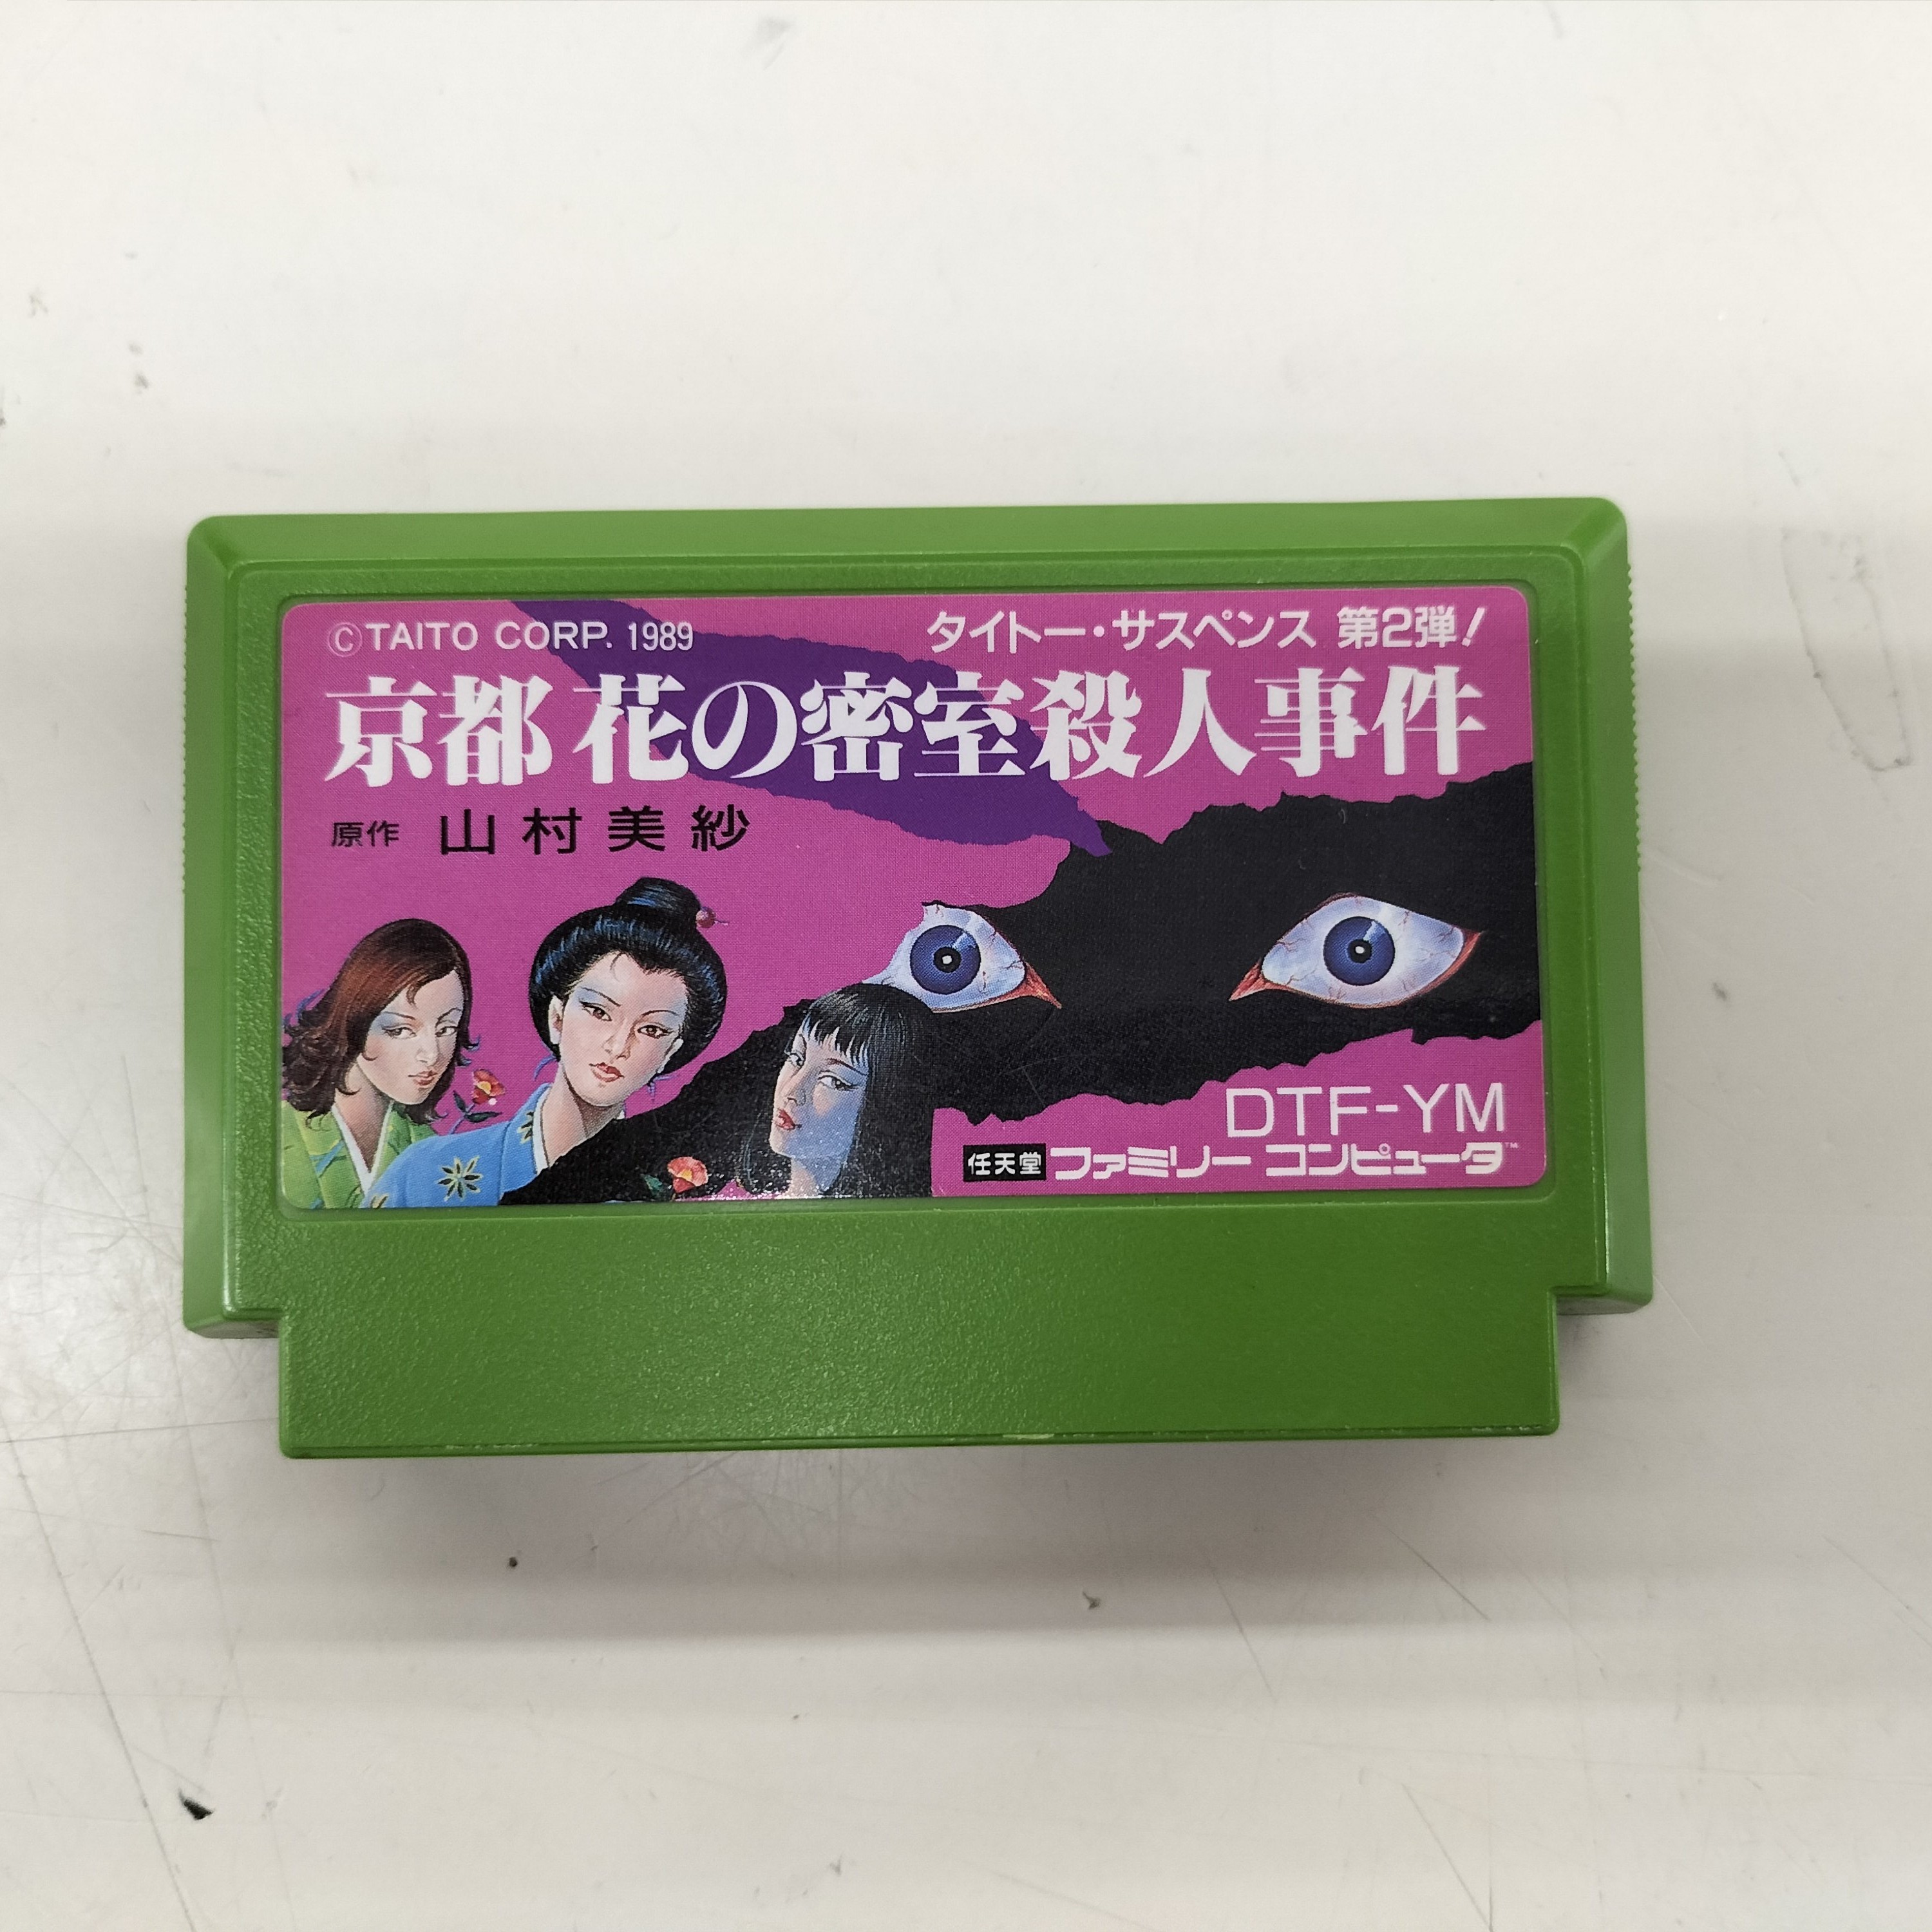 ©TAITO CORP. 1989
タイトー・サスペンス 第2弾!
京都 花の密室殺人事件
原作 山村美紗
DTF-YM
任天堂 ファミリー コンピュータ™